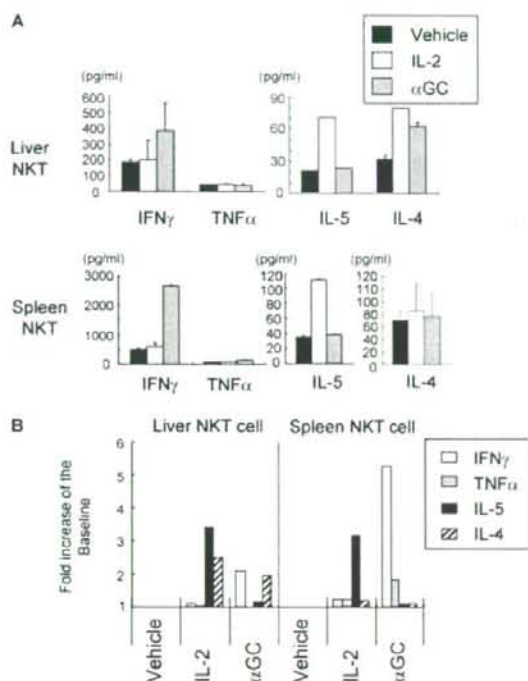 A
Vehicle
IL-2
αGC
(pg/ml)
(pg/ml)
600
500
400
300
200
100
0
90
60
30
0
Liver
NKT
IFNγ
TNFα
IL-5
IL-4
(pg/ml)
(pg/ml)
(pg/ml)
3000
2000
1000
0
120
100
80
60
40
20
0
120
100
80
60
40
20
0
Spleen
NKT
IFNγ
TNFα
IL-5
IL-4
B
Liver NKT cell
Spleen NKT cell
6
5
4
3
2
1
Fold increase of the
Baseline
IFNγ
TNFα
IL-5
IL-4
Vehicle
IL-2
αGC
Vehicle
IL-2
αGC